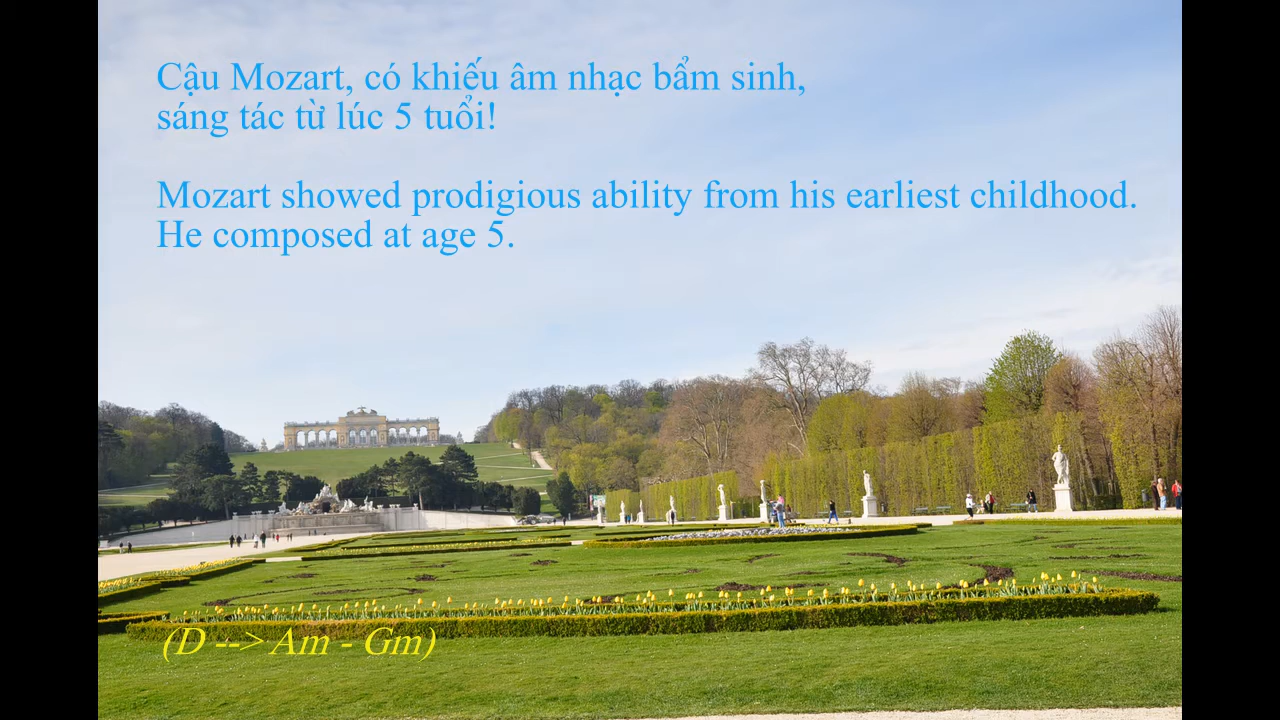 Cậu Mozart, có khiếu âm nhạc bẩm sinh,
sáng tác từ lúc 5 tuổi!
Mozart showed prodigious ability from his earliest childhood.
He composed at age 5.
(D --> Am - Gm)